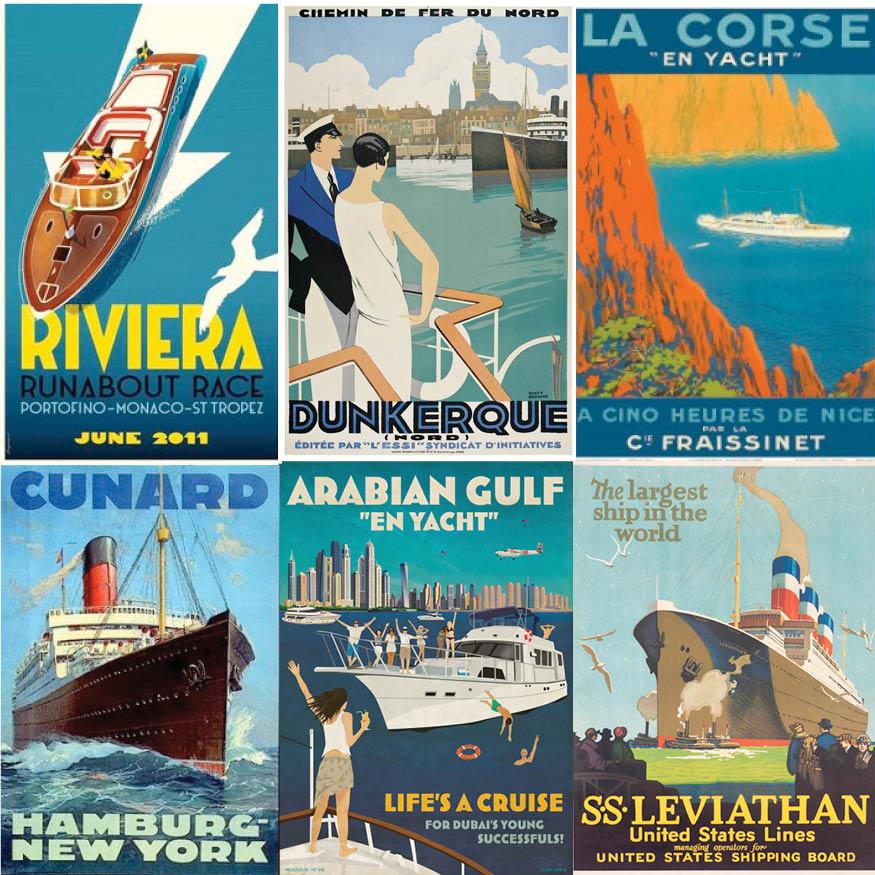 RIVIERA
RUNABOUT RACE
PORTOFINO-MONACO-ST TROPEZ
JUNE 2011
CHEMIN DE FER DU NORD
DUNKERQUE
(NORD)
ÉDITÉE PAR "L'ESSI" SYNDICAT D'INITIATIVES
LA CORSE
"EN YACHT"
A CINQ HEURES DE NICE
PAR LA
CIE FRAISSINET
CUNARD
HAMBURG-
NEW YORK
ARABIAN GULF
"EN YACHT"
LIFE'S A CRUISE
FOR DUBAI'S YOUNG
SUCCESSFULS!
The largest
ship in the
world
SS·LEVIATHAN
United States Lines
managing operators for
UNITED STATES SHIPPING BOARD